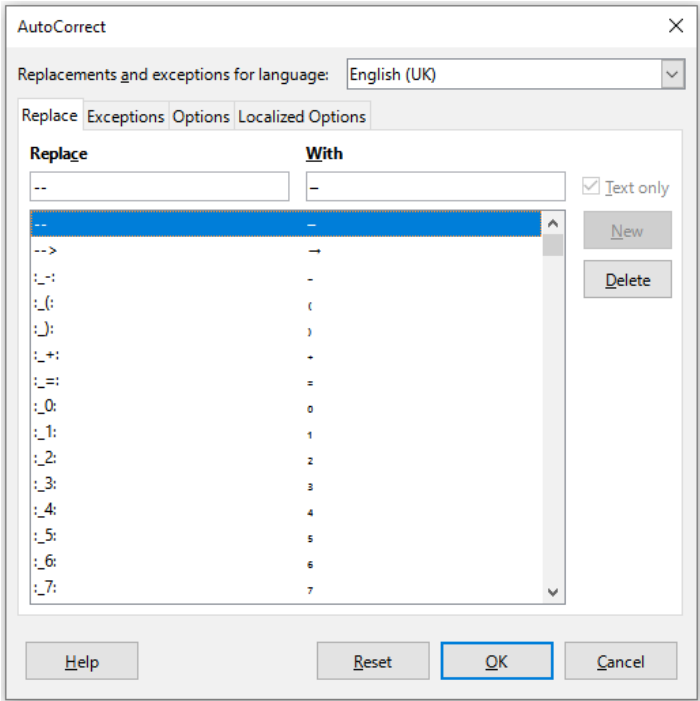 AutoCorrect
Replacements and exceptions for language: English (UK)
Replace Exceptions Options Localized Options
Replace With
-- – Text only
-- –
New
--> →
:_-: ₋
Delete
:_(: ₍
:_): ₎
:_+: ₊
:_=: ₌
:_0: ₀
:_1: ₁
:_2: ₂
:_3: ₃
:_4: ₄
:_5: ₅
:_6: ₆
:_7: ₇
Help Reset OK Cancel